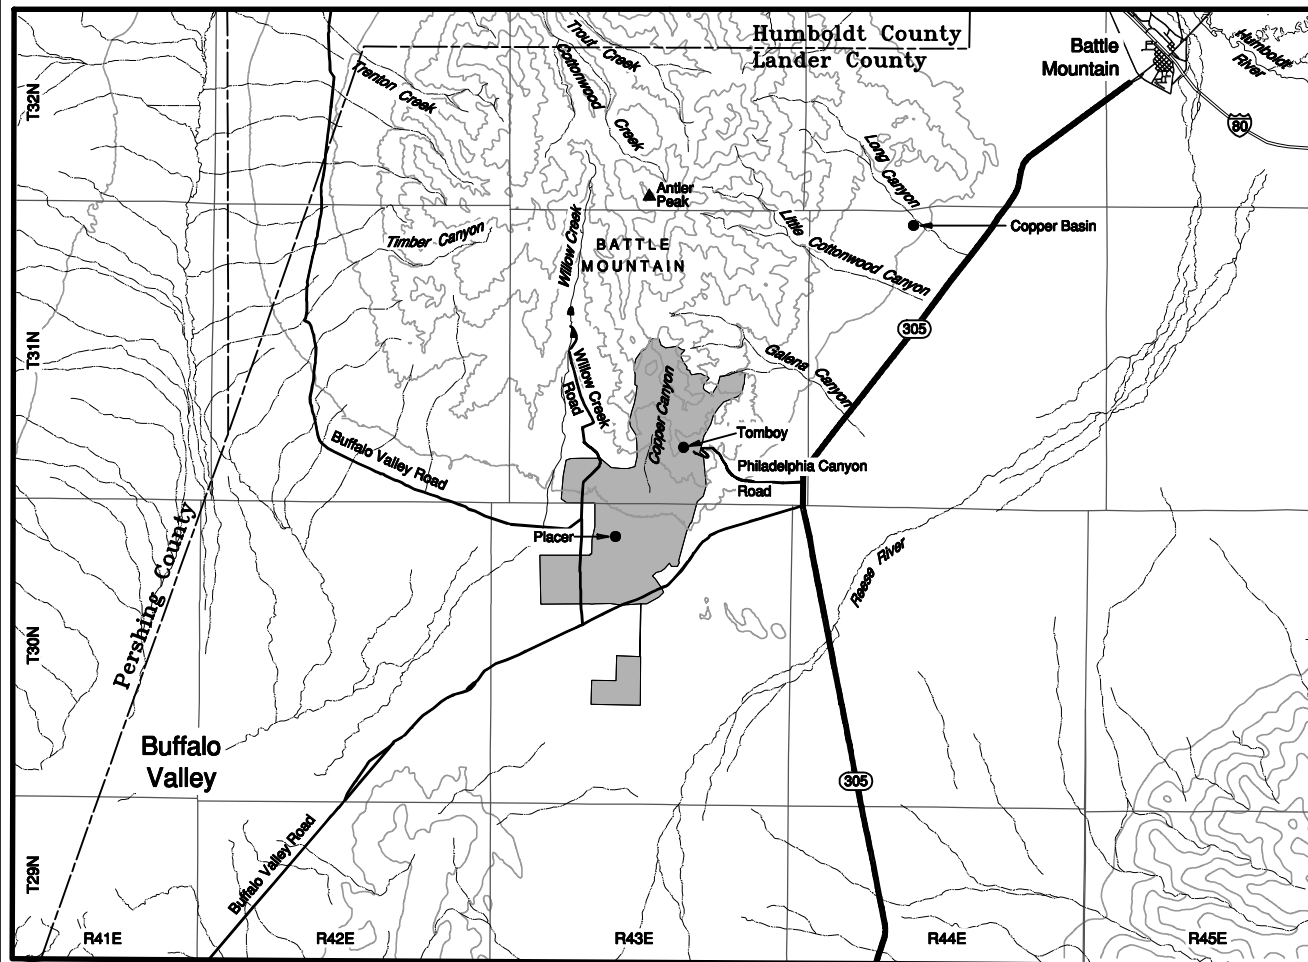 Humboldt County
Lander County
Battle
Mountain
Humboldt
River
80
Trout Creek
Cottonwood
Creek
Trenton Creek
T32N
Long
Canyon
Antler
Peak
Copper Basin
Little
Cottonwood Canyon
Timber Canyon
Willow Creek
BATTLE
MOUNTAIN
305
T31N
Galena Canyon
Willow Creek
Road
Copper Canyon
Tomboy
Buffalo Valley Road
Philadelphia Canyon
Road
Placer
Pershing County
Reese River
T30N
Buffalo
Valley
305
Buffalo Valley Road
T29N
R41E
R42E
R43E
R44E
R45E